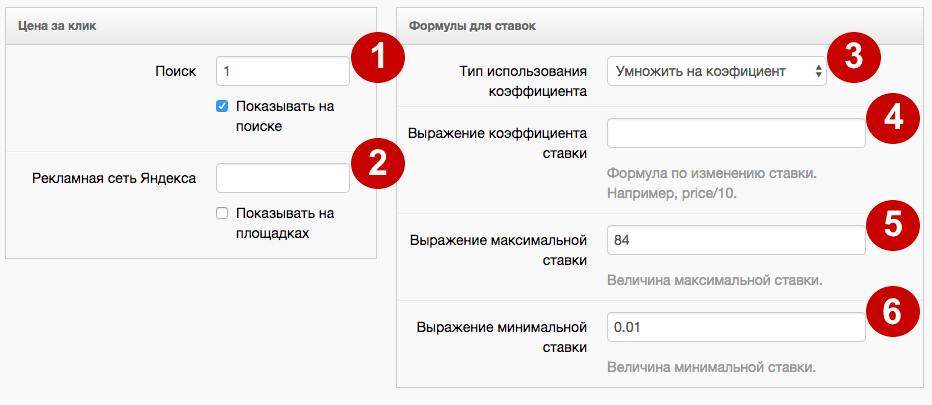 Цена за клик
Поиск
1
1
Показывать на
поиске
Рекламная сеть Яндекса
2
Показывать на
площадках
Формулы для ставок
Тип использования
коэффициента
Умножить на коэфициент
3
Выражение коэффициента
ставки
4
Формула по изменению ставки.
Например, price/10.
Выражение максимальной
ставки
84
5
Величина максимальной ставки.
Выражение минимальной
ставки
0.01
6
Величина минимальной ставки.